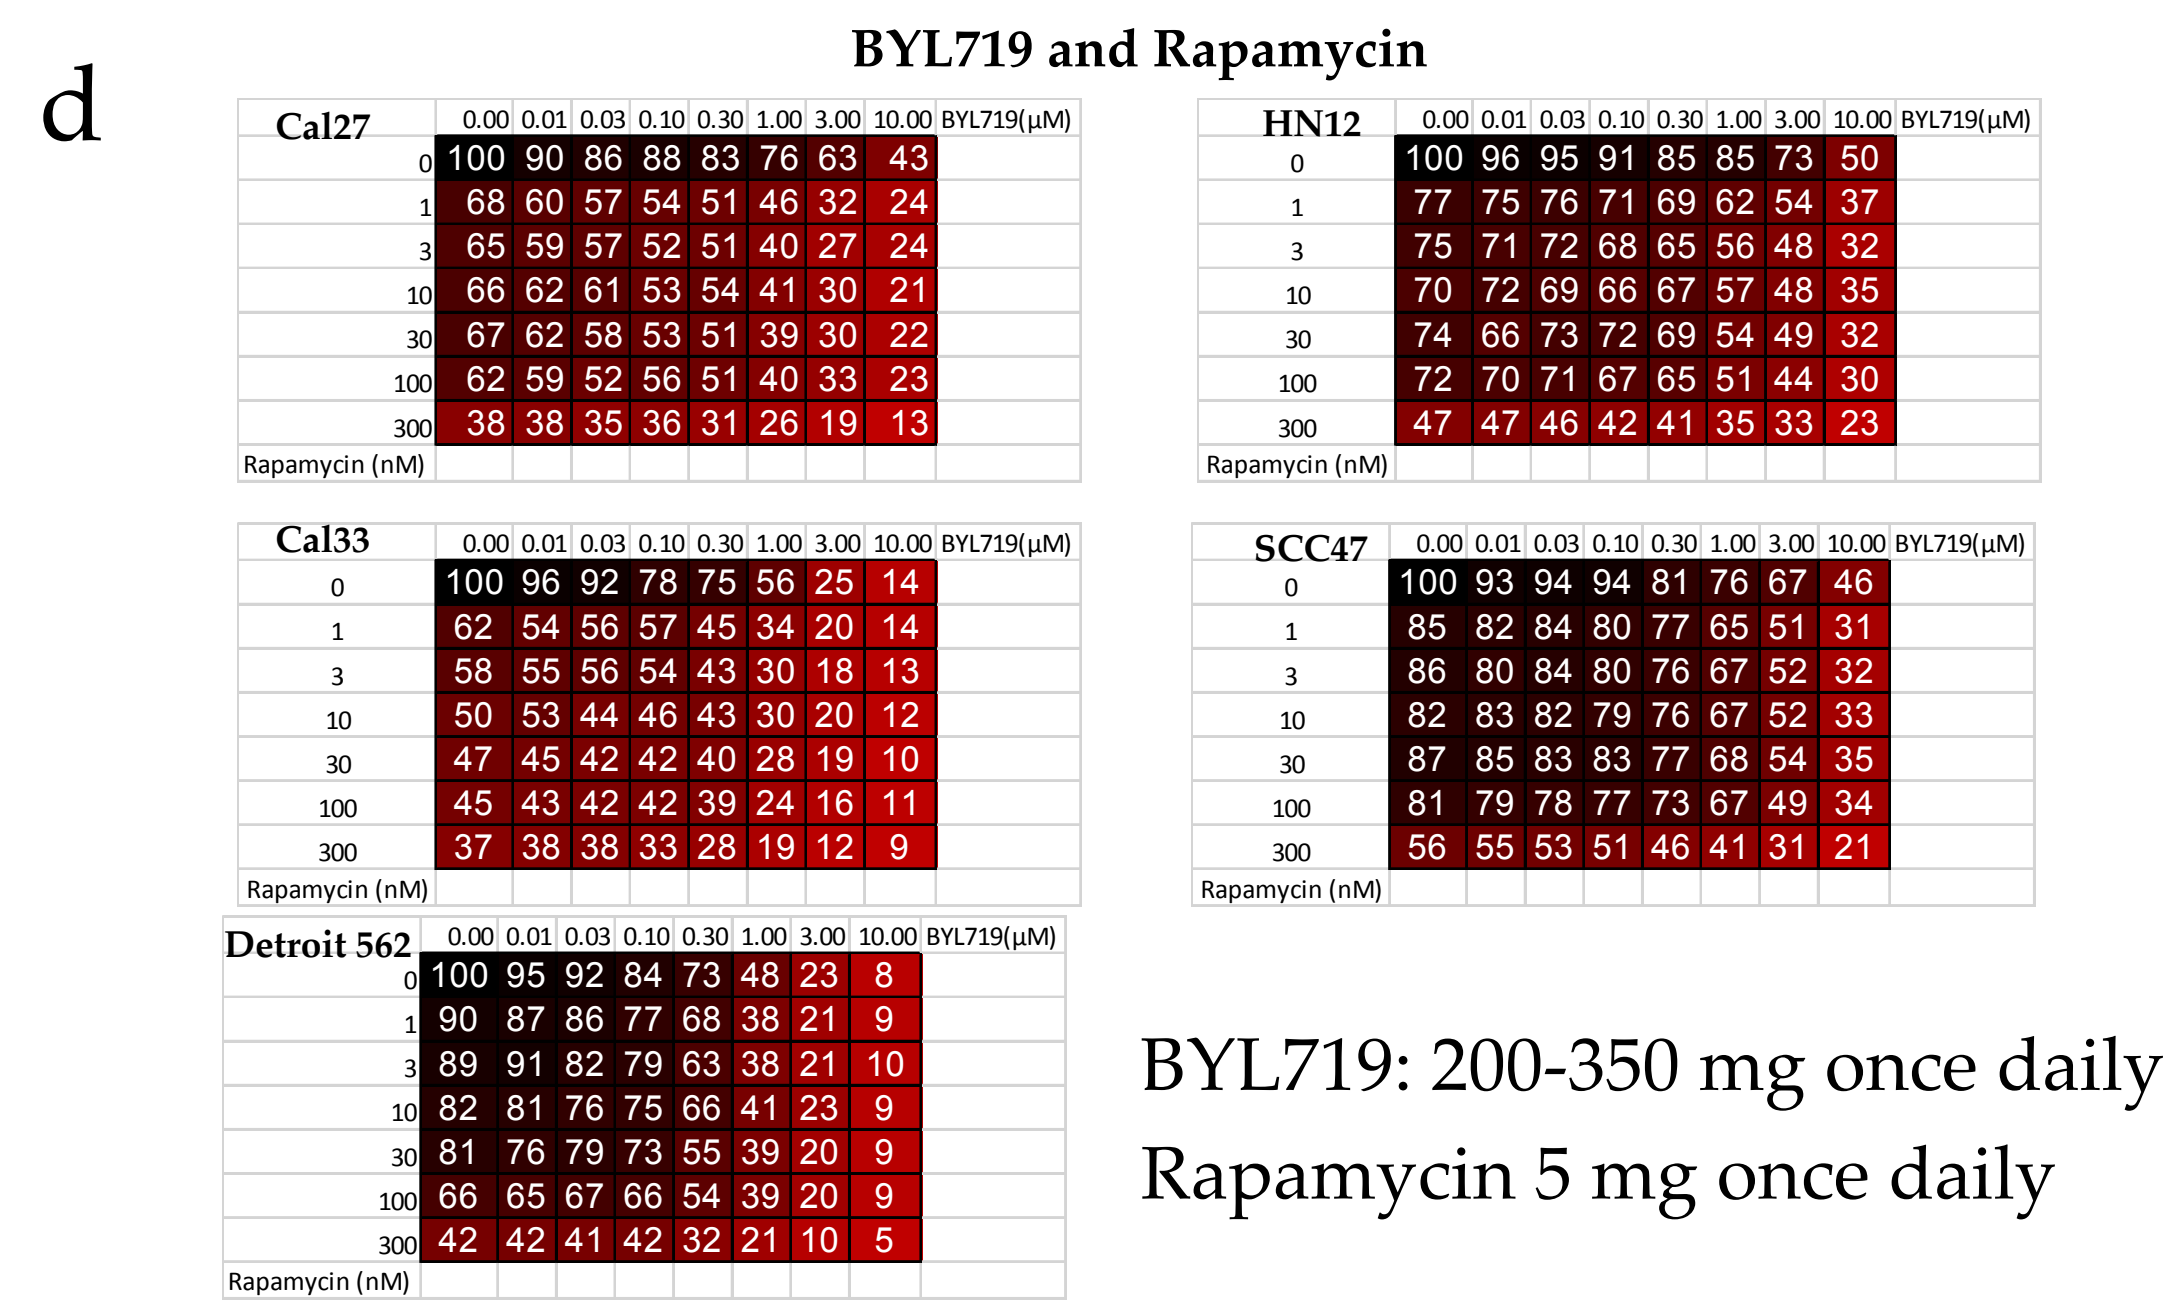 BYL719 and Rapamycin
d
Cal27 0.00 0.01 0.03 0.10 0.30 1.00 3.00 10.00 BYL719(µM)
0 100 90 86 88 83 76 63 43
1 68 60 57 54 51 46 32 24
3 65 59 57 52 51 40 27 24
10 66 62 61 53 54 41 30 21
30 67 62 58 53 51 39 30 22
100 62 59 52 56 51 40 33 23
300 38 38 35 36 31 26 19 13
Rapamycin (nM)
HN12 0.00 0.01 0.03 0.10 0.30 1.00 3.00 10.00 BYL719(µM)
0 100 96 95 91 85 85 73 50
1 77 75 76 71 69 62 54 37
3 75 71 72 68 65 56 48 32
10 70 72 69 66 67 57 48 35
30 74 66 73 72 69 54 49 32
100 72 70 71 67 65 51 44 30
300 47 47 46 42 41 35 33 23
Rapamycin (nM)
Cal33 0.00 0.01 0.03 0.10 0.30 1.00 3.00 10.00 BYL719(µM)
0 100 96 92 78 75 56 25 14
1 62 54 56 57 45 34 20 14
3 58 55 56 54 43 30 18 13
10 50 53 44 46 43 30 20 12
30 47 45 42 42 40 28 19 10
100 45 43 42 42 39 24 16 11
300 37 38 38 33 28 19 12 9
Rapamycin (nM)
SCC47 0.00 0.01 0.03 0.10 0.30 1.00 3.00 10.00 BYL719(µM)
0 100 93 94 94 81 76 67 46
1 85 82 84 80 77 65 51 31
3 86 80 84 80 76 67 52 32
10 82 83 82 79 76 67 52 33
30 87 85 83 83 77 68 54 35
100 81 79 78 77 73 67 49 34
300 56 55 53 51 46 41 31 21
Rapamycin (nM)
Detroit 562 0.00 0.01 0.03 0.10 0.30 1.00 3.00 10.00 BYL719(µM)
0 100 95 92 84 73 48 23 8
1 90 87 86 77 68 38 21 9
3 89 91 82 79 63 38 21 10
10 82 81 76 75 66 41 23 9
30 81 76 79 73 55 39 20 9
100 66 65 67 66 54 39 20 9
300 42 42 41 42 32 21 10 5
Rapamycin (nM)
BYL719: 200-350 mg once daily
Rapamycin 5 mg once daily